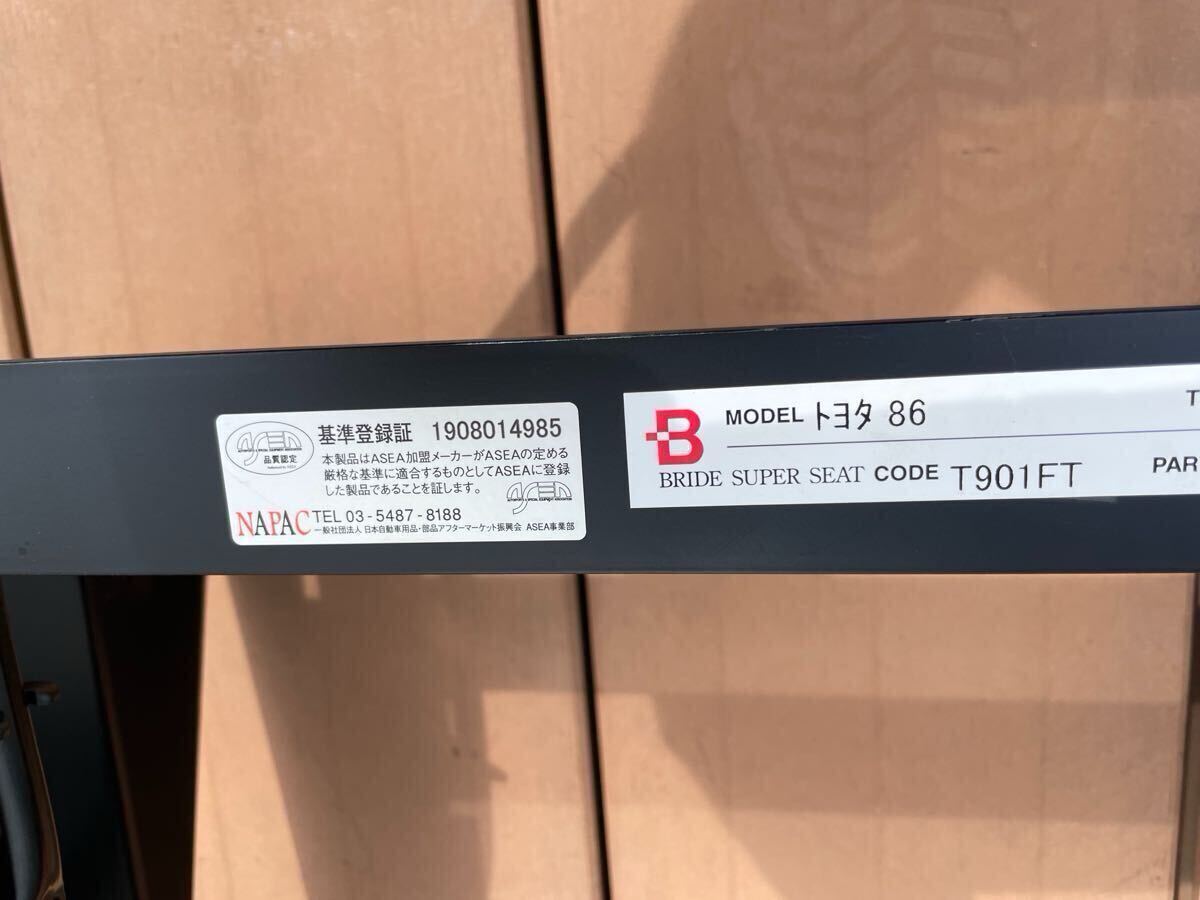 基準登録証 1908014985
本製品はASEA加盟メーカーがASEAの定める
厳格な基準に適合するものとしてASEAに登録
した製品であることを証します。
ASEA
品質認定
ASEA
NAPAC TEL 03-5487-8188
一般社団法人 日本自動車用品・部品アフターマーケット振興会 ASEA事業部
B MODEL トヨタ 86 T
BRIDE SUPER SEAT CODE T901FT PAR